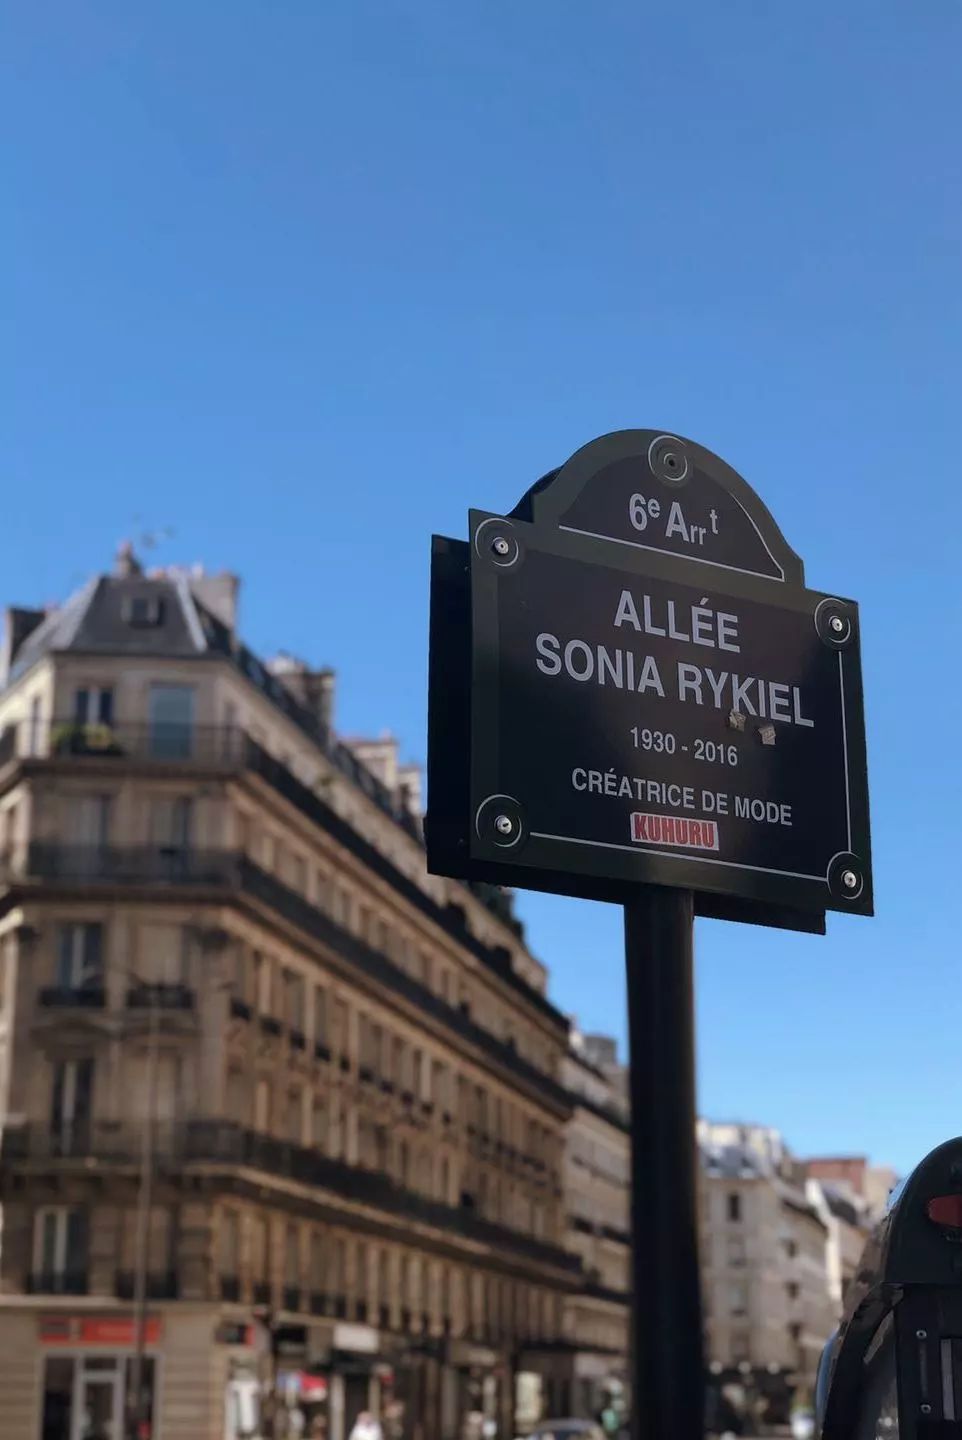 6e Arrt
ALLÉE
SONIA RYKIEL
1930 - 2016
CRÉATRICE DE MODE
KUHURU